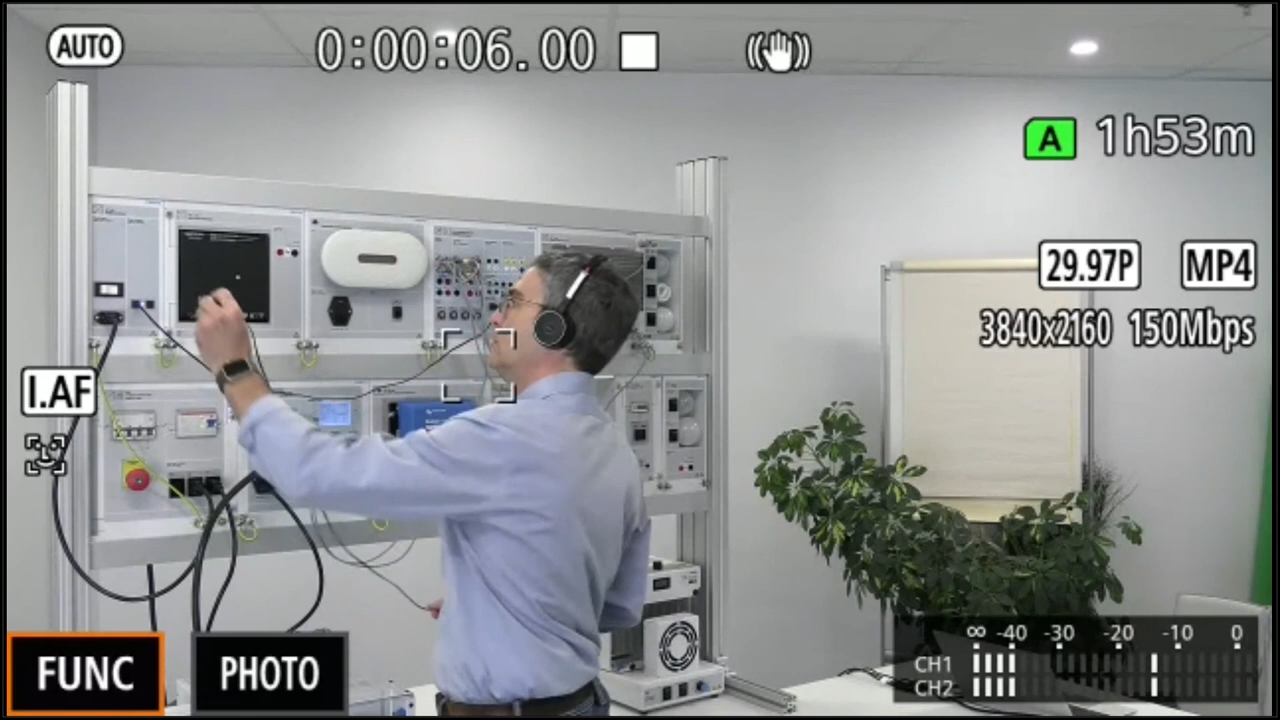 AUTO
0:00:06.00
A 1h53m
29.97P MP4
3840x2160 150Mbps
I.AF
FUNC PHOTO
∞ -40 -30 -20 -10 0
CH1
CH2